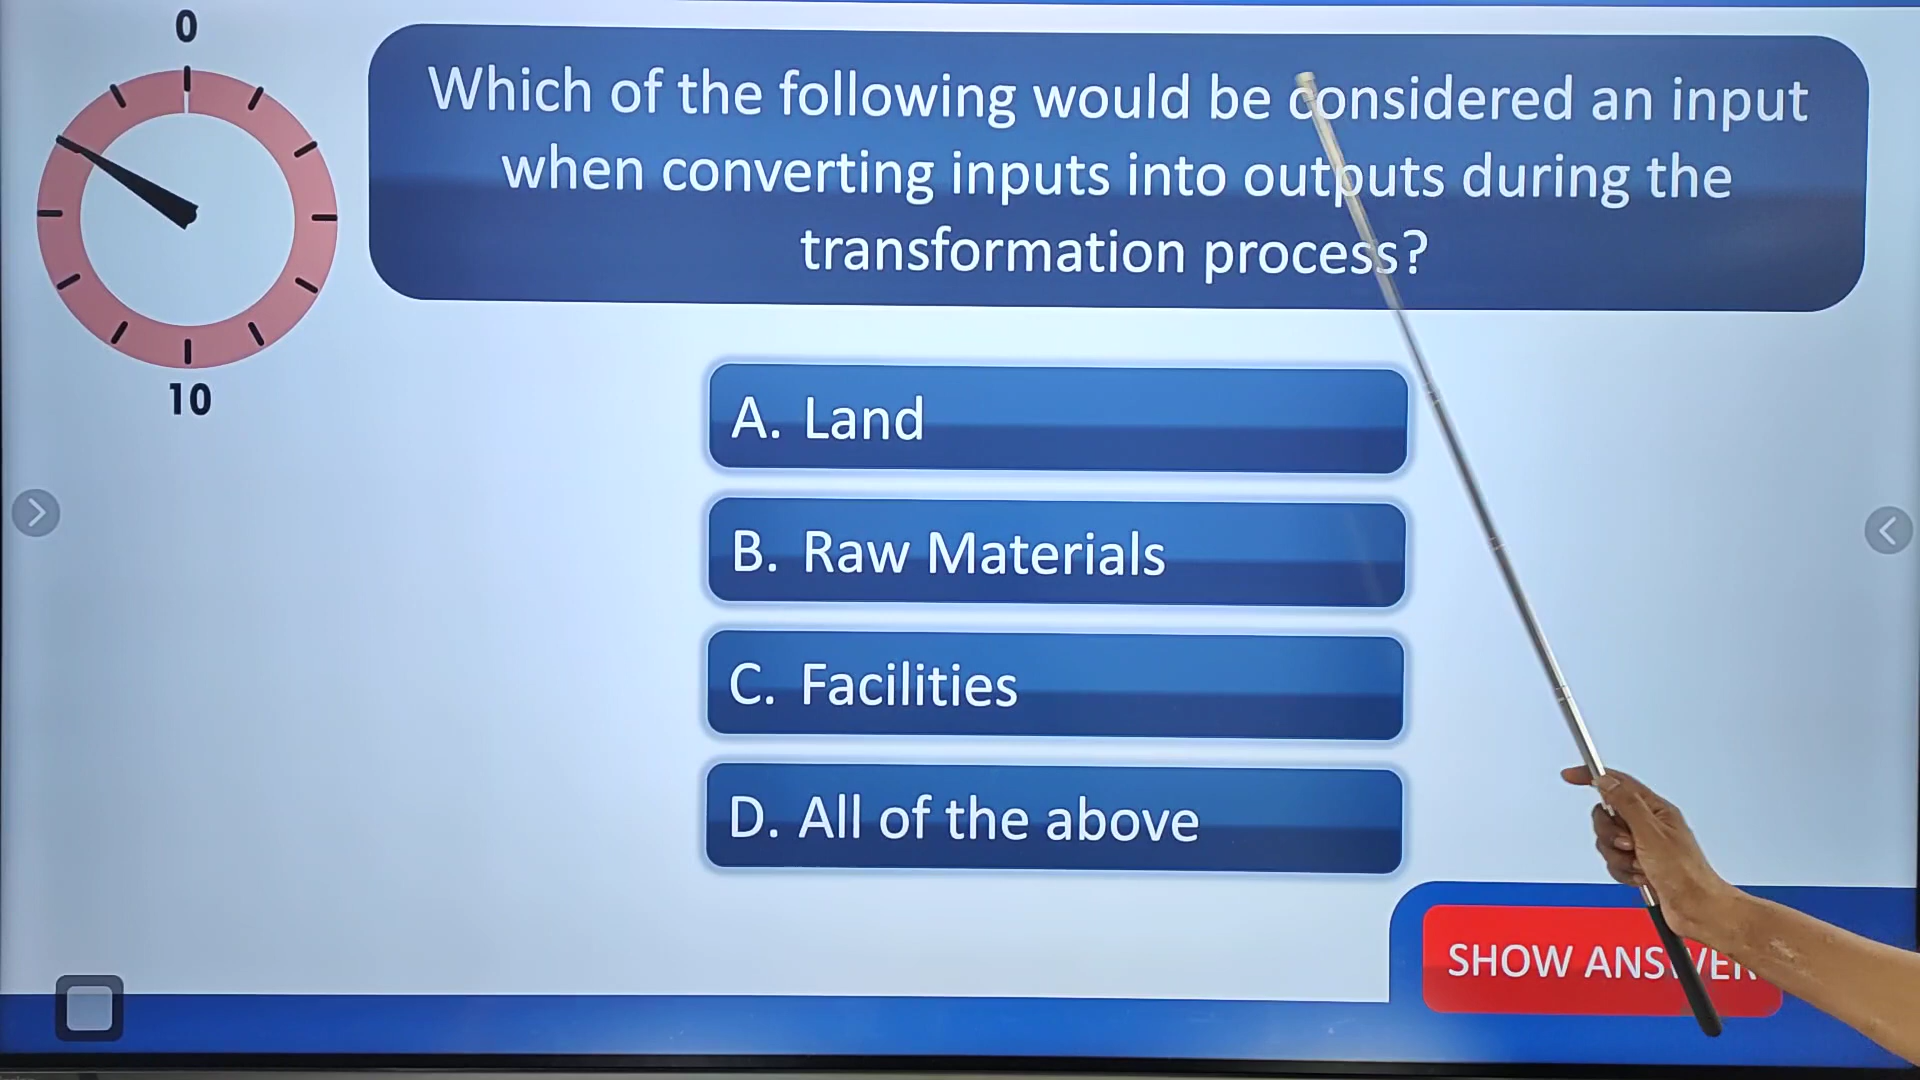 0
10
Which of the following would be considered an input
when converting inputs into outputs during the
transformation process?
A. Land
B. Raw Materials
C. Facilities
D. All of the above
SHOW ANSWER